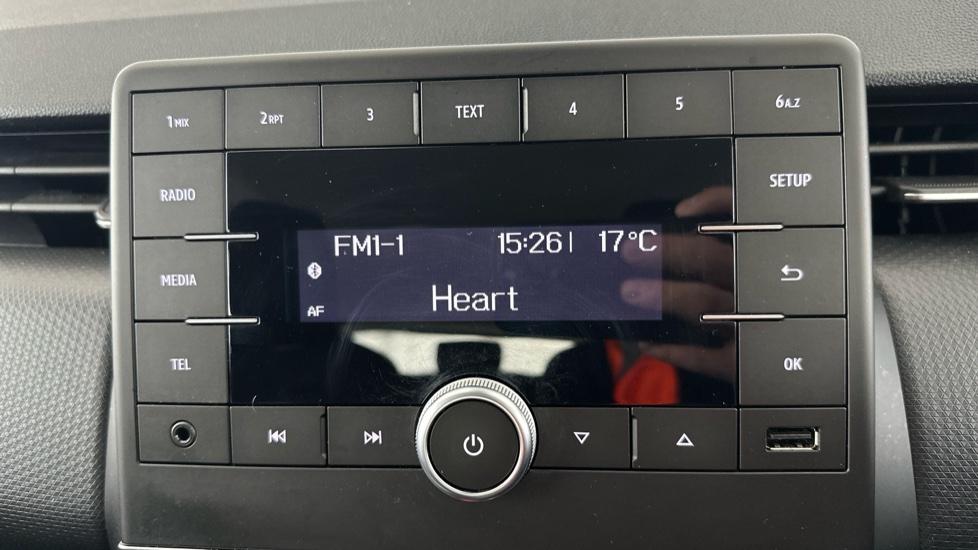 1MIX 2RPT 3 TEXT 4 5 6A..Z
RADIO SETUP
FM1-1 15:26 | 17°C
MEDIA
Heart
AF
TEL OK